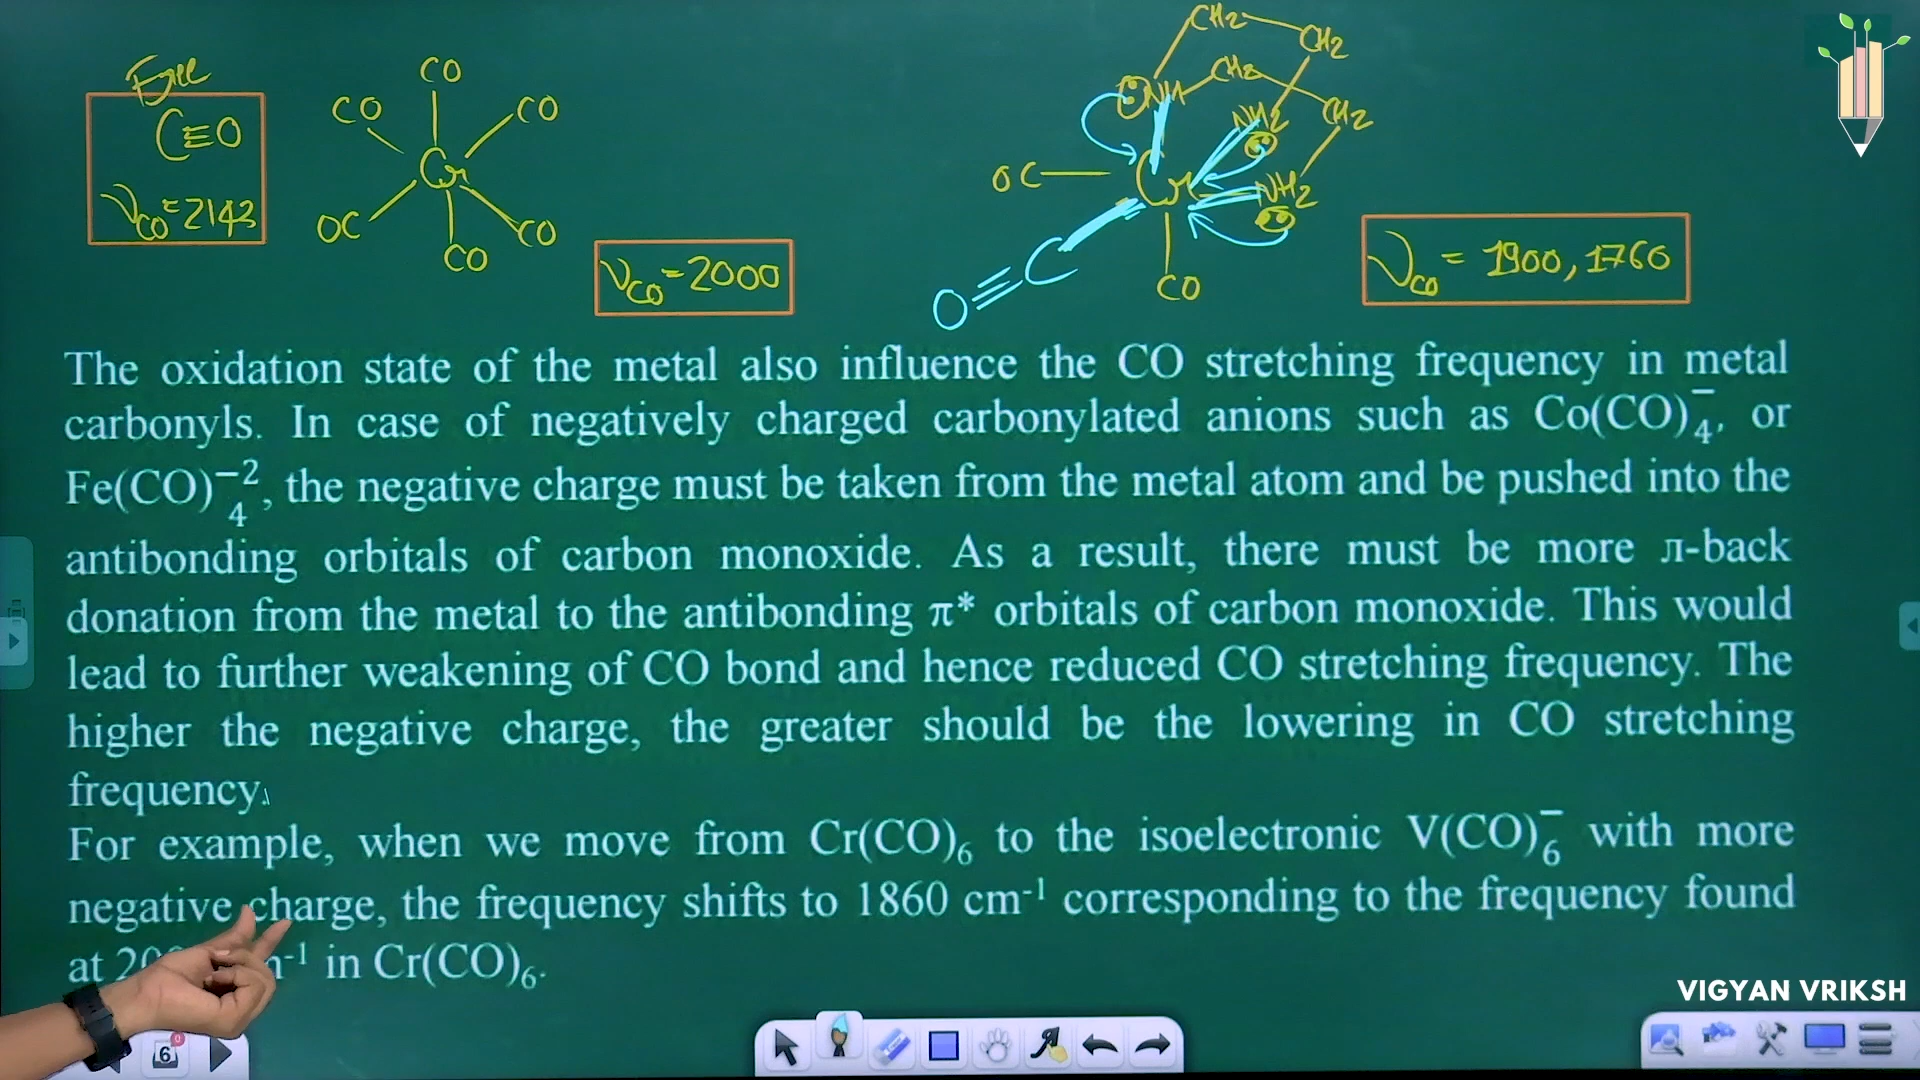 Free
C≡O
νCO = 2143
CO
CO
CO
Cr
OC
CO
CO
νCO = 2000
CH2
CH2
NH
CH2
NH2
CH2
OC
Cr
NH2
O≡C
CO
νCO = 1900, 1760
The oxidation state of the metal also influence the CO stretching frequency in metal
carbonyls. In case of negatively charged carbonylated anions such as Co(CO)₄⁻, or
Fe(CO)₄⁻², the negative charge must be taken from the metal atom and be pushed into the
antibonding orbitals of carbon monoxide. As a result, there must be more л-back
donation from the metal to the antibonding π* orbitals of carbon monoxide. This would
lead to further weakening of CO bond and hence reduced CO stretching frequency. The
higher the negative charge, the greater should be the lowering in CO stretching
frequency.
For example, when we move from Cr(CO)₆ to the isoelectronic V(CO)₆⁻ with more
negative charge, the frequency shifts to 1860 cm⁻¹ corresponding to the frequency found
at in Cr(CO)₆.
VIGYAN VRIKSH
6
0